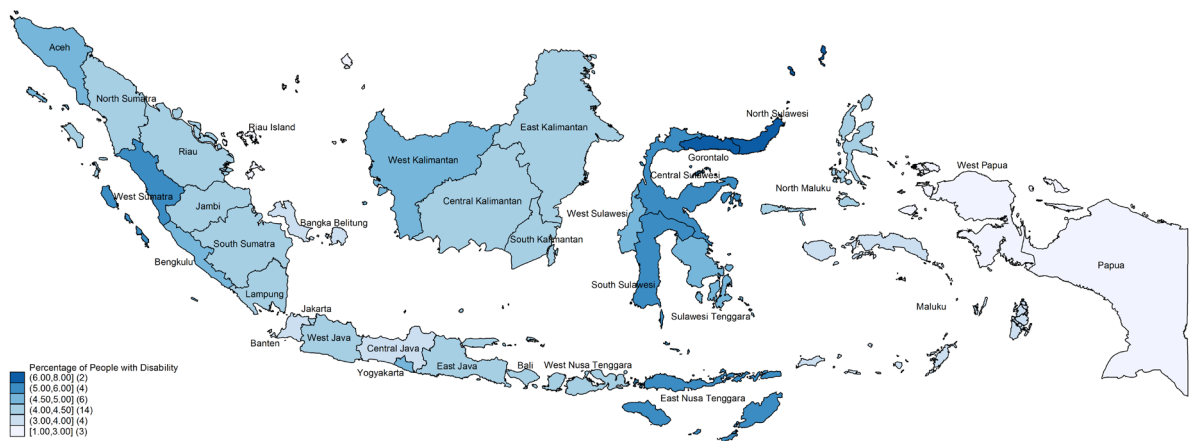 Aceh
North Sumatra
Riau Island
Riau
West Sumatra
Jambi
Bangka Belitung
South Sumatra
Bengkulu
Lampung
East Kalimantan
West Kalimantan
Central Kalimantan
South Kalimantan
North Sulawesi
Gorontalo
Central Sulawesi
West Sulawesi
South Sulawesi
Sulawesi Tenggara
North Maluku
West Papua
Papua
Maluku
Jakarta
Banten
West Java
Central Java
Yogyakarta
East Java
Bali
West Nusa Tenggara
East Nusa Tenggara
Percentage of People with Disability
(6.00,8.00] (2)
(5.00,6.00] (4)
(4.50,5.00] (6)
(4.00,4.50] (14)
(3.00,4.00] (4)
[1.00,3.00] (3)